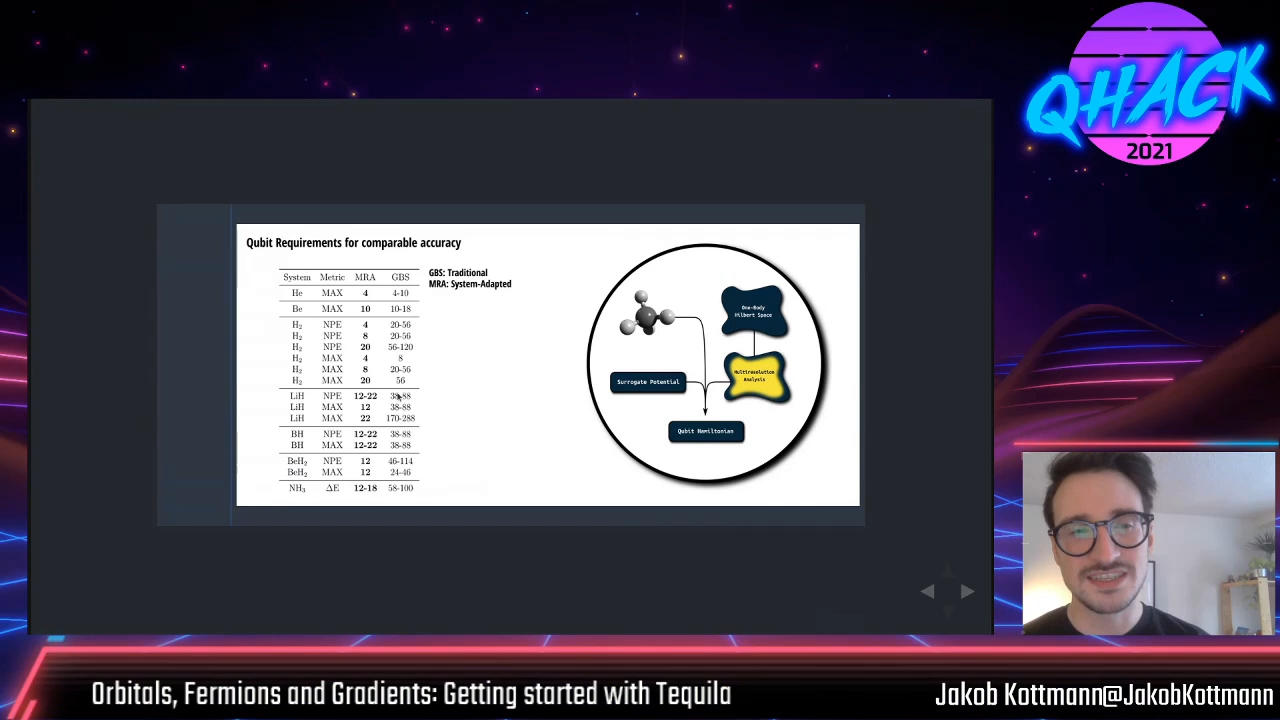 QHACK
2021
Qubit Requirements for comparable accuracy
System Metric MRA GBS
He MAX 4 4-10
Be MAX 10 10-18
H₂ NPE 4 20-56
H₂ NPE 8 20-56
H₂ NPE 20 56-120
H₂ MAX 4 8
H₂ MAX 8 20-56
H₂ MAX 20 56
LiH NPE 12-22 38-88
LiH MAX 12 38-88
LiH MAX 22 170-288
BH NPE 12-22 38-88
BH MAX 12-22 38-88
BeH₂ NPE 12 46-114
BeH₂ MAX 12 24-46
NH₃ ΔE 12-18 58-100
GBS: Traditional
MRA: System-Adapted
One-Body
Hilbert Space
Multiresolution
Analysis
Surrogate Potential
Qubit Hamiltonian
Orbitals, Fermions and Gradients: Getting started with Tequila
Jakob Kottmann@JakobKottmann